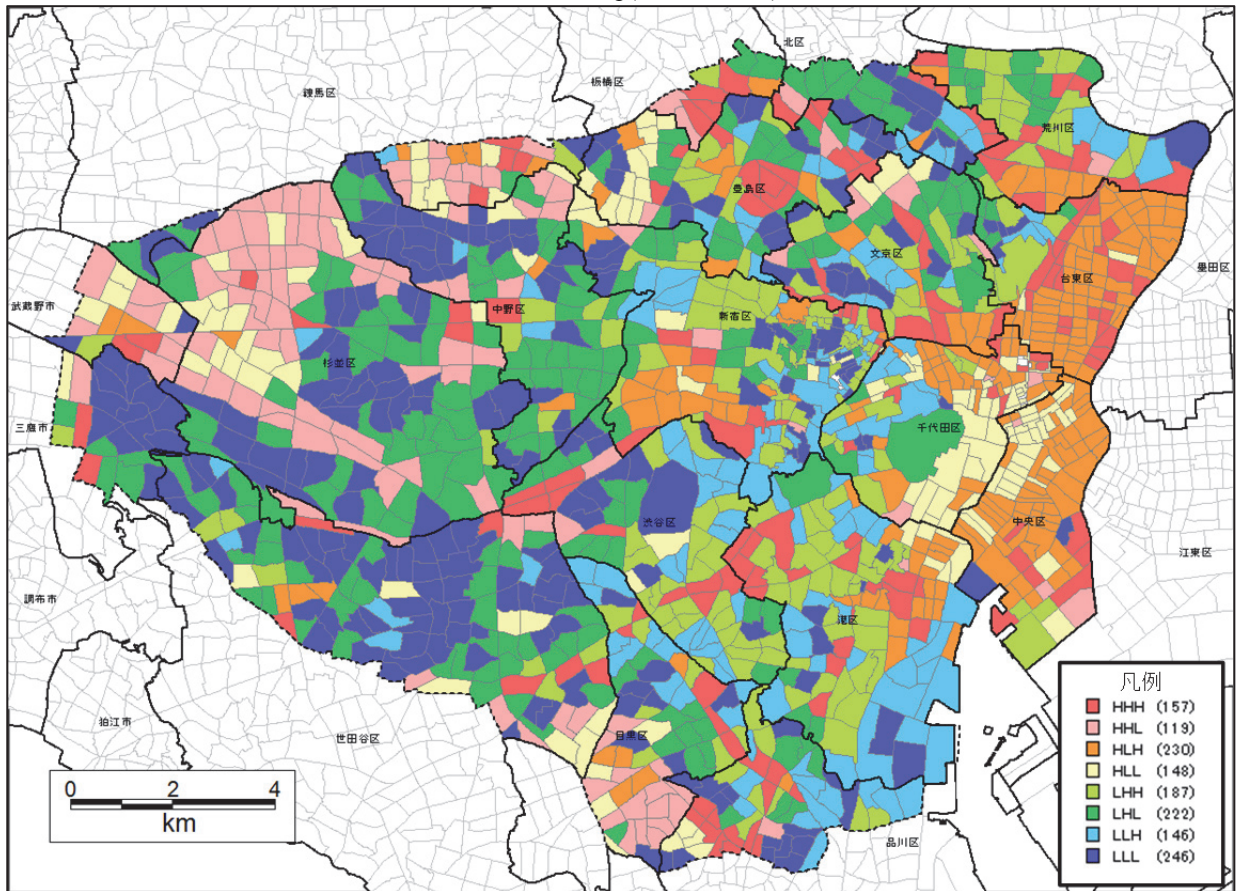 北区
板橋区
練馬区
荒川区
豊島区
文京区
台東区
墨田区
武蔵野市
中野区
新宿区
杉並区
三鷹市
千代田区
渋谷区
中央区
江東区
調布市
港区
狛江市
世田谷区
目黒区
品川区
凡例
HHH (157)
HHL (119)
HLH (230)
HLL (148)
LHH (187)
LHL (222)
LLH (146)
LLL (246)
0 2 4
km